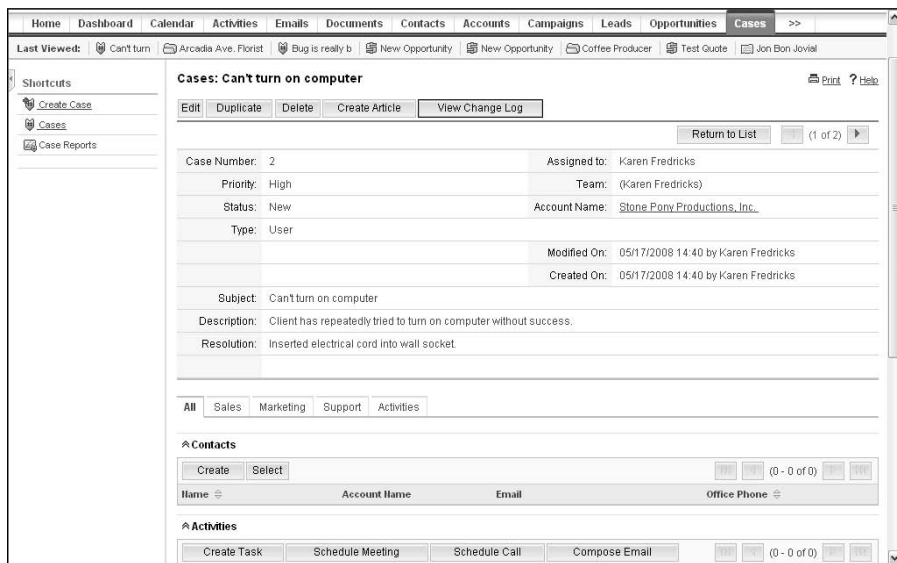 Home Dashboard Calendar Activities Emails Documents Contacts Accounts Campaigns Leads Opportunities Cases >>
Last Viewed: Can't turn Arcadia Ave. Florist Bug is really b New Opportunity New Opportunity Coffee Producer Test Quote Jon Bon Jovial
Shortcuts
Create Case
Cases
Case Reports
Cases: Can't turn on computer
Print ? Help
Edit Duplicate Delete Create Article View Change Log
Return to List (1 of 2)
Case Number: 2 Assigned to: Karen Fredricks
Priority: High Team: (Karen Fredricks)
Status: New Account Name: Stone Pony Productions, Inc.
Type: User
Modified On: 05/17/2008 14:40 by Karen Fredricks
Created On: 05/17/2008 14:40 by Karen Fredricks
Subject: Can't turn on computer
Description: Client has repeatedly tried to turn on computer without success.
Resolution: Inserted electrical cord into wall socket.
All Sales Marketing Support Activities
Contacts
Create Select (0 - 0 of 0)
Name Account Name Email Office Phone
Activities
Create Task Schedule Meeting Schedule Call Compose Email (0 - 0 of 0)